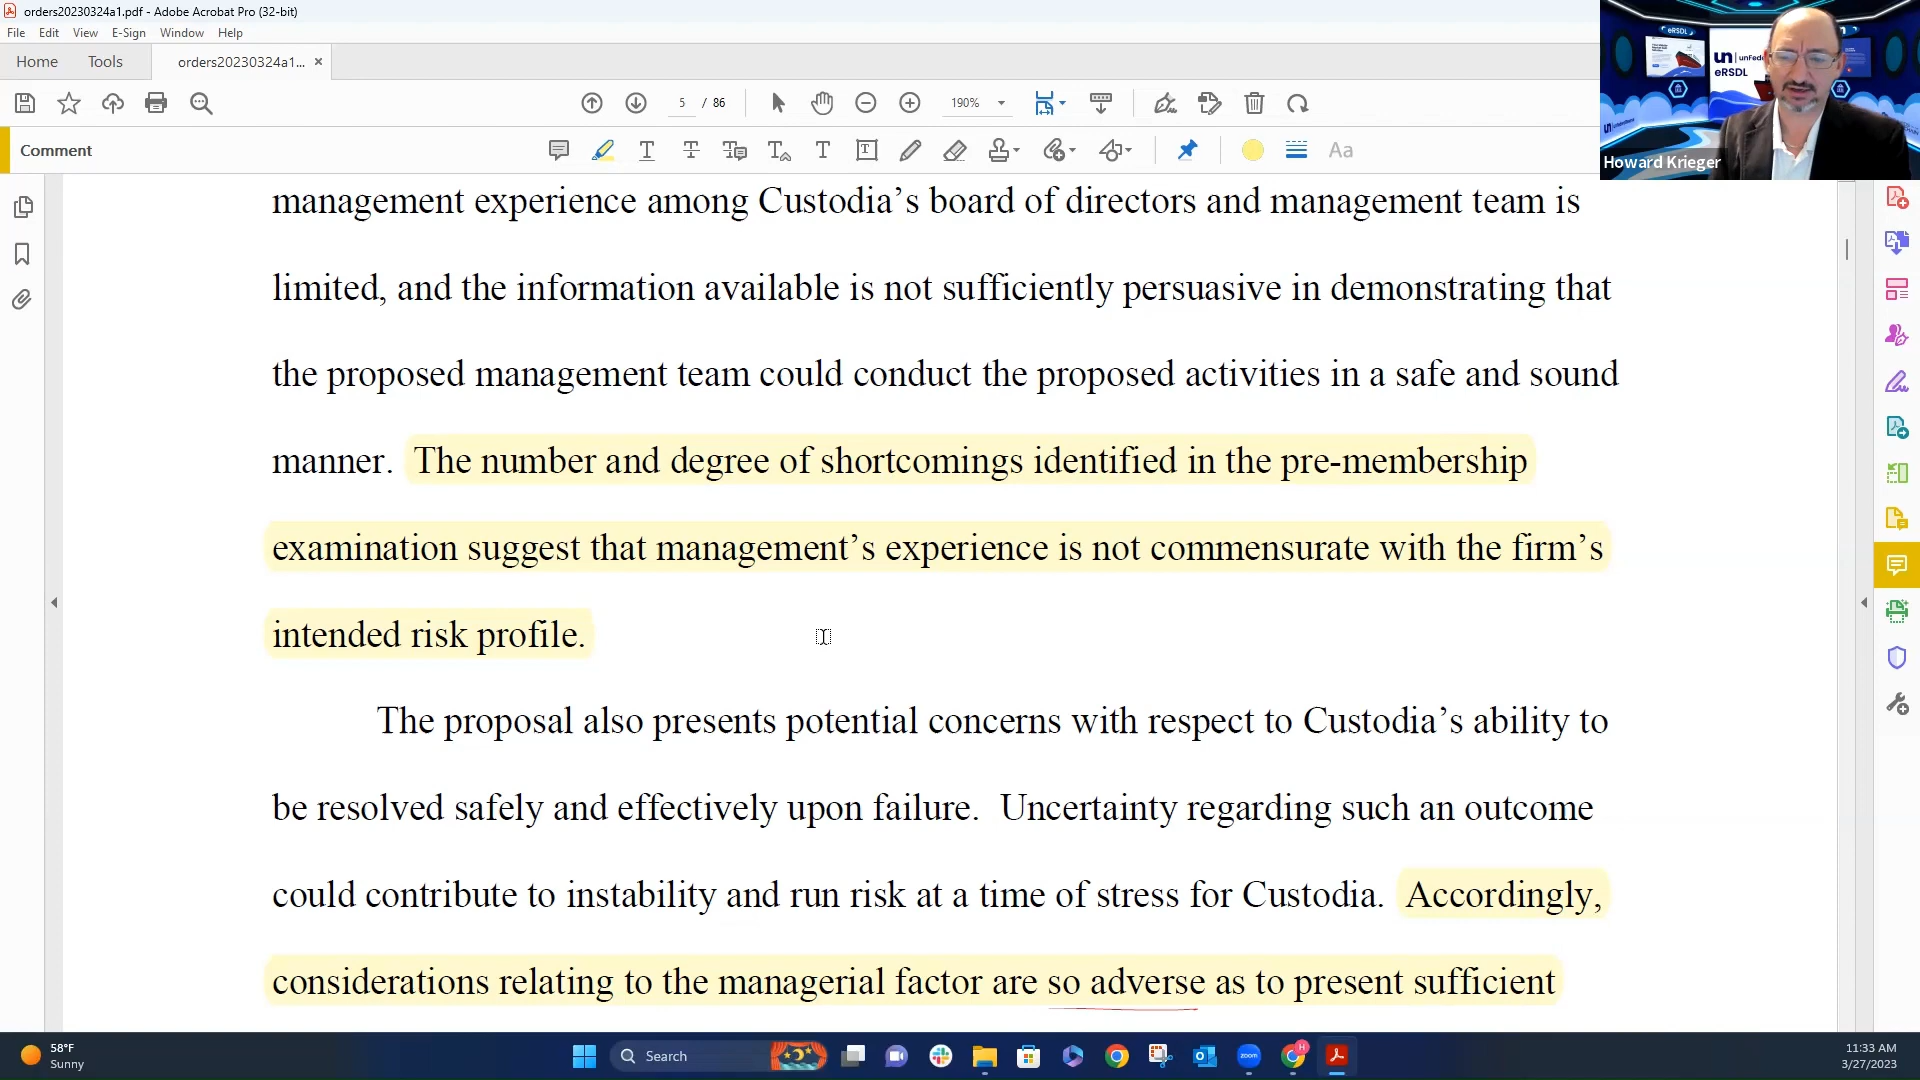 orders20230324a1.pdf - Adobe Acrobat Pro (32-bit)
File Edit View E-Sign Window Help
Home Tools orders20230324a1... ×
5 / 86 190%
Comment
Aa
eRSDL
un
eRSDL
Howard Krieger
management experience among Custodia’s board of directors and management team is
limited, and the information available is not sufficiently persuasive in demonstrating that
the proposed management team could conduct the proposed activities in a safe and sound
manner. The number and degree of shortcomings identified in the pre-membership
examination suggest that management’s experience is not commensurate with the firm’s
intended risk profile.
The proposal also presents potential concerns with respect to Custodia’s ability to
be resolved safely and effectively upon failure. Uncertainty regarding such an outcome
could contribute to instability and run risk at a time of stress for Custodia. Accordingly,
considerations relating to the managerial factor are so adverse as to present sufficient
58°F
Sunny
Search
zoom
H
11:33 AM
3/27/2023